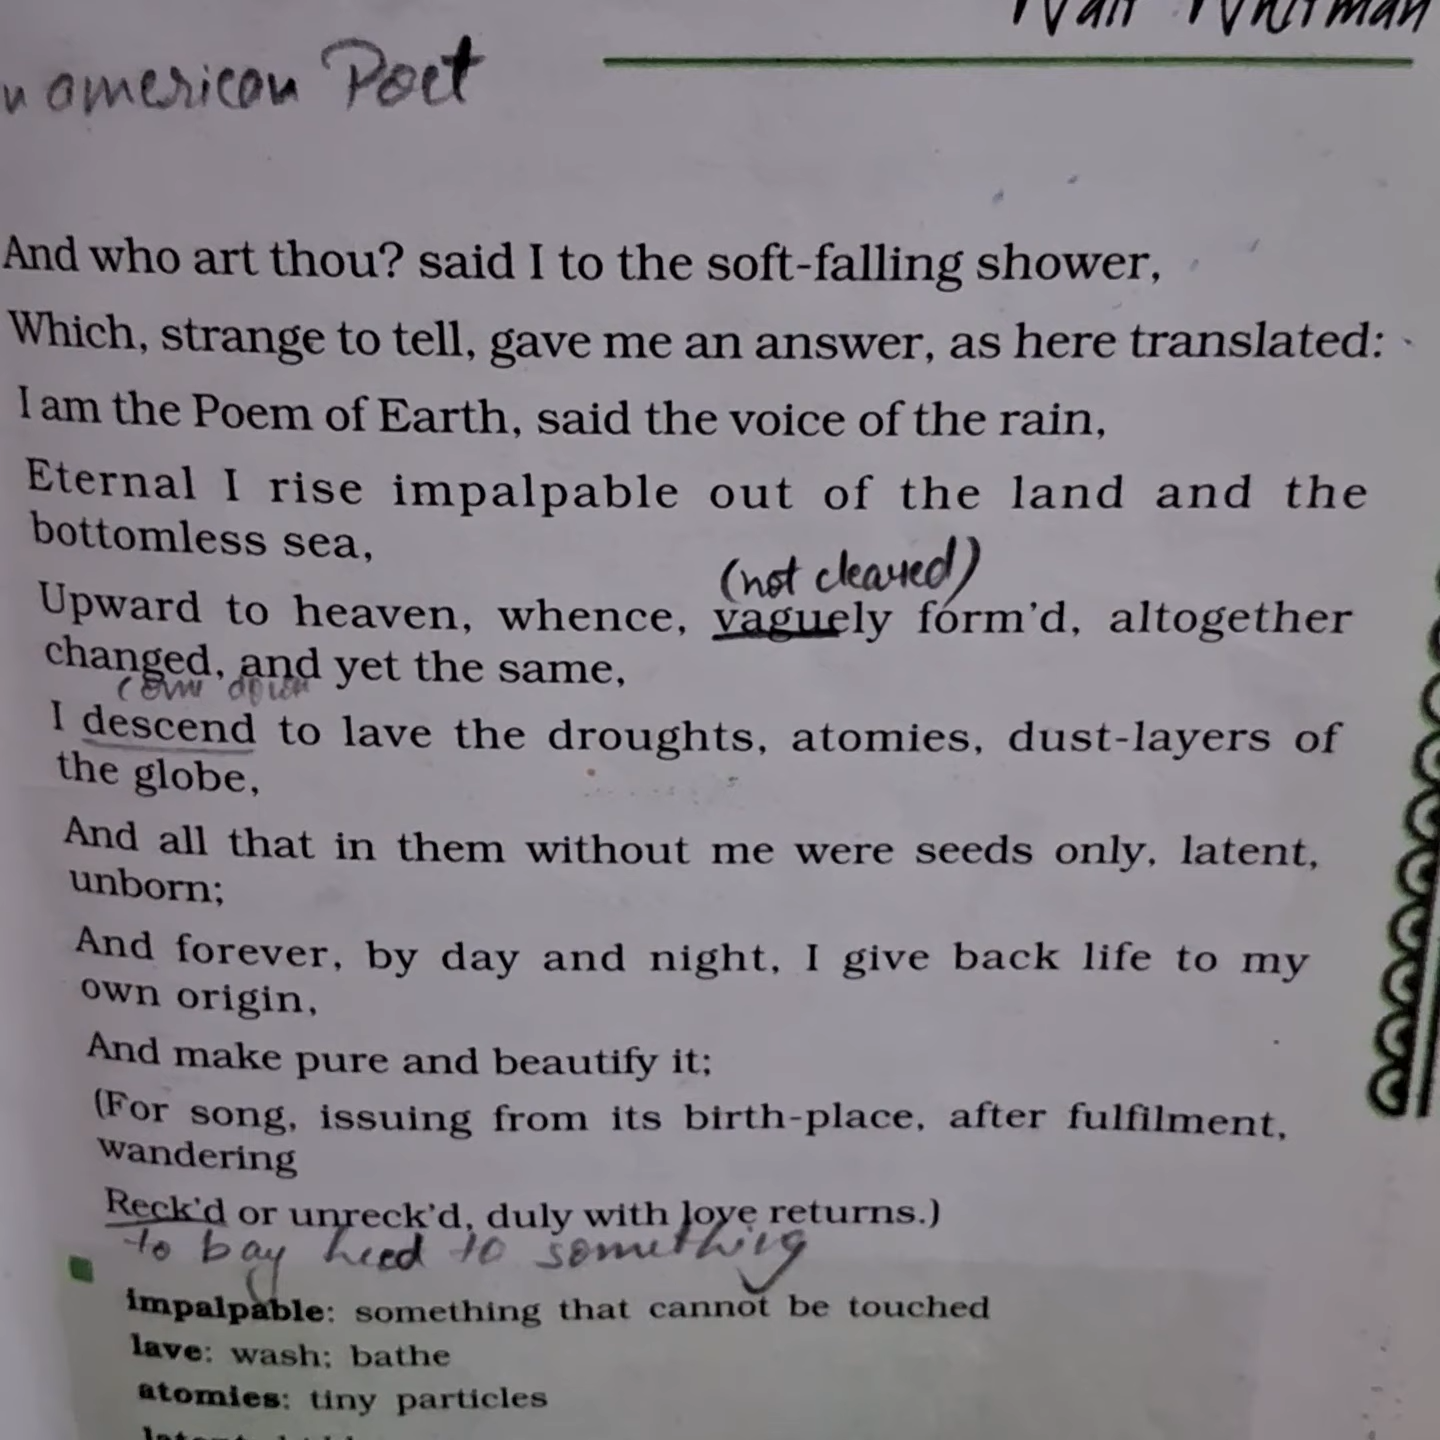 Walt Whitman
american Poet
And who art thou? said I to the soft-falling shower,
Which, strange to tell, gave me an answer, as here translated:
I am the Poem of Earth, said the voice of the rain,
Eternal I rise impalpable out of the land and the
bottomless sea,
(not cleared)
Upward to heaven, whence, vaguely form'd, altogether
changed, and yet the same,
come down
I descend to lave the droughts, atomies, dust-layers of
the globe,
And all that in them without me were seeds only, latent,
unborn;
And forever, by day and night, I give back life to my
own origin,
And make pure and beautify it;
(For song, issuing from its birth-place, after fulfilment,
wandering
Reck'd or unreck'd, duly with love returns.)
to bay heed to something
impalpable: something that cannot be touched
lave: wash; bathe
atomies: tiny particles